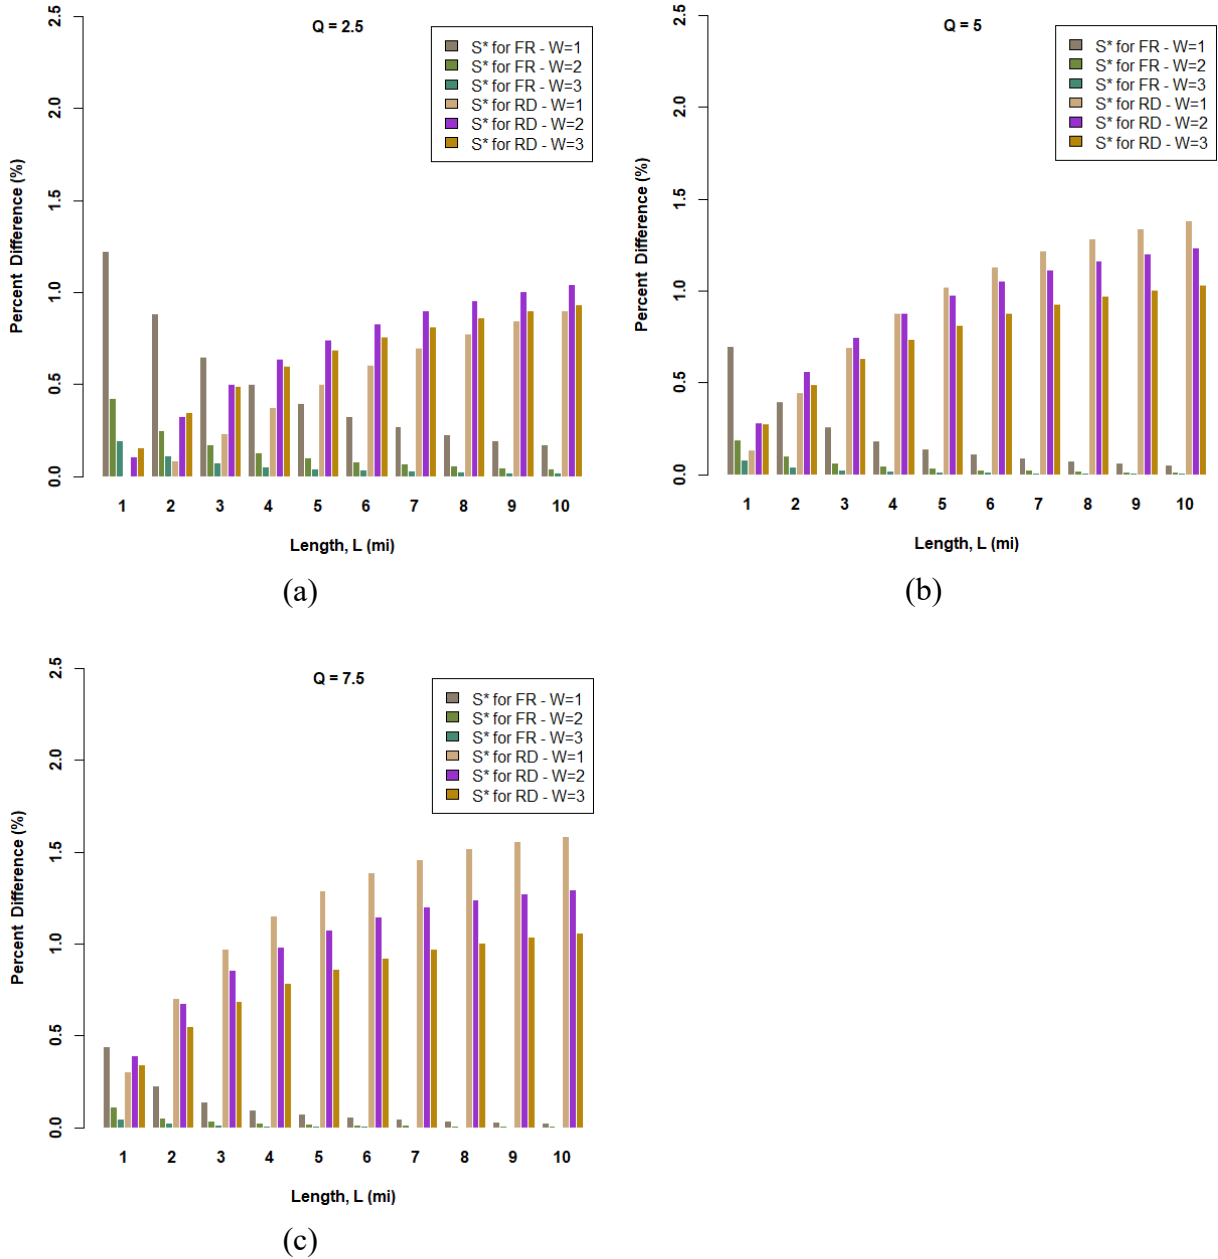 Q = 2.5
S* for FR - W=1
S* for FR - W=2
S* for FR - W=3
S* for RD - W=1
S* for RD - W=2
S* for RD - W=3
Percent Difference (%)
2.5
2.0
1.5
1.0
0.5
0.0
1 2 3 4 5 6 7 8 9 10
Length, L (mi)
(a)
Q = 5
S* for FR - W=1
S* for FR - W=2
S* for FR - W=3
S* for RD - W=1
S* for RD - W=2
S* for RD - W=3
Percent Difference (%)
2.5
2.0
1.5
1.0
0.5
0.0
1 2 3 4 5 6 7 8 9 10
Length, L (mi)
(b)
Q = 7.5
S* for FR - W=1
S* for FR - W=2
S* for FR - W=3
S* for RD - W=1
S* for RD - W=2
S* for RD - W=3
Percent Difference (%)
2.5
2.0
1.5
1.0
0.5
0.0
1 2 3 4 5 6 7 8 9 10
Length, L (mi)
(c)